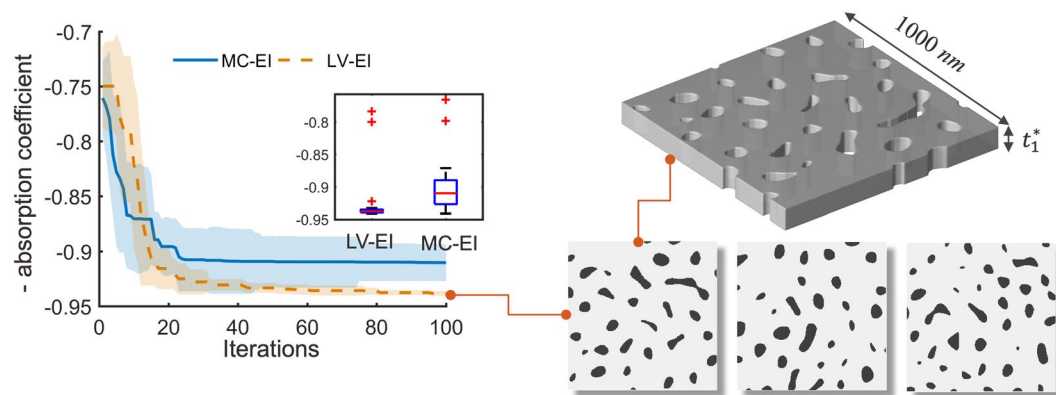 -0.7
-0.75
-0.8
-0.85
-0.9
-0.95
- absorption coefficient
0
20
40
60
80
100
Iterations
MC-EI
LV-EI
-0.8
-0.85
-0.9
-0.95
LV-EI
MC-EI
1000 nm
t₁*